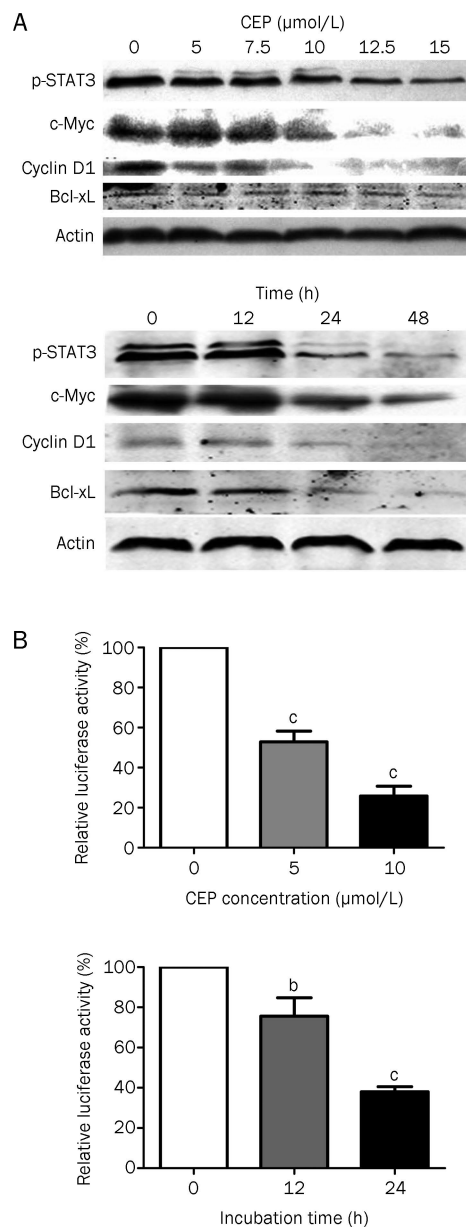 A
CEP (μmol/L)
0 5 7.5 10 12.5 15
p-STAT3
c-Myc
Cyclin D1
Bcl-xL
Actin
Time (h)
0 12 24 48
p-STAT3
c-Myc
Cyclin D1
Bcl-xL
Actin
B
Relative luciferase activity (%)
100
80
60
40
20
0
c
c
0 5 10
CEP concentration (μmol/L)
Relative luciferase activity (%)
100
80
60
40
20
0
b
c
0 12 24
Incubation time (h)